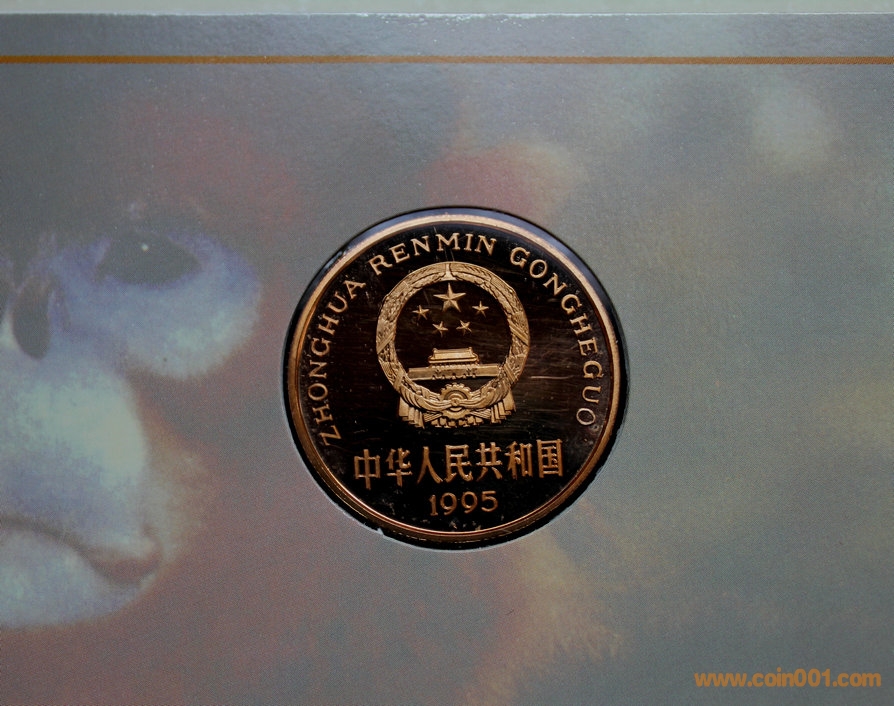 ZHONGHUA RENMIN GONGHEGUO
中华人民共和国
1995
www.coin001.com